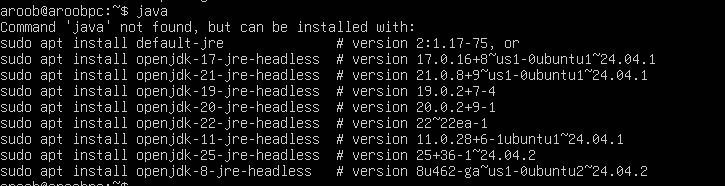 aroob@aroobpc:~$ java
Command 'java' not found, but can be installed with:
sudo apt install default-jre              # version 2:1.17-75, or
sudo apt install openjdk-17-jre-headless  # version 17.0.16+8~us1-0ubuntu1~24.04.1
sudo apt install openjdk-21-jre-headless  # version 21.0.8+9~us1-0ubuntu1~24.04.1
sudo apt install openjdk-19-jre-headless  # version 19.0.2+7-4
sudo apt install openjdk-20-jre-headless  # version 20.0.2+9-1
sudo apt install openjdk-22-jre-headless  # version 22~22ea-1
sudo apt install openjdk-11-jre-headless  # version 11.0.28+6-1ubuntu1~24.04.1
sudo apt install openjdk-25-jre-headless  # version 25+36-1~24.04.2
sudo apt install openjdk-8-jre-headless   # version 8u462-ga~us1-0ubuntu2~24.04.2
aroob@aroobpc:~$